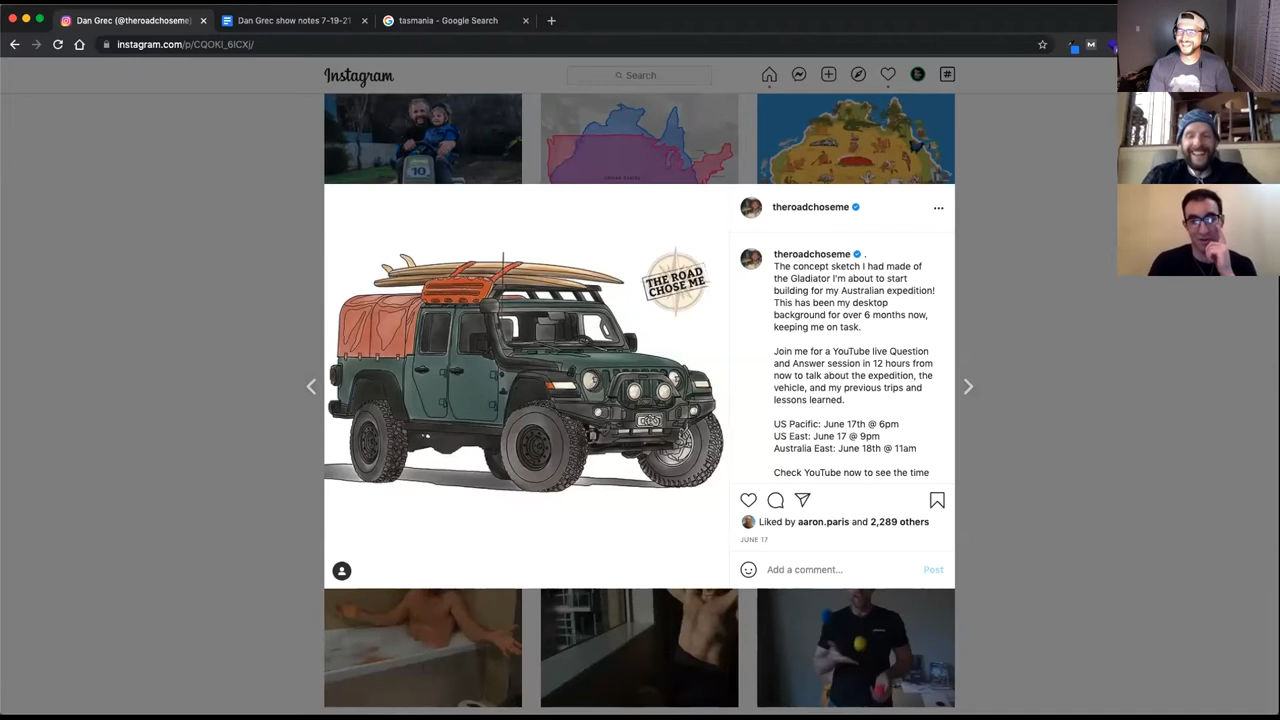 Dan Grec (@theroadchoseme)
Dan Grec show notes 7-19-21
tasmania - Google Search
instagram.com/p/CQOKI_6lCXj/
Instagram
Search
10
United States
THE ROAD
CHOSE ME
theroadchoseme
theroadchoseme .
The concept sketch I had made of
the Gladiator I'm about to start
building for my Australian expedition!
This has been my desktop
background for over 6 months now,
keeping me on task.
Join me for a YouTube live Question
and Answer session in 12 hours from
now to talk about the expedition, the
vehicle, and my previous trips and
lessons learned.
US Pacific: June 17th @ 6pm
US East: June 17 @ 9pm
Australia East: June 18th @ 11am
Check YouTube now to see the time
Liked by aaron.paris and 2,289 others
JUNE 17
Add a comment...
Post